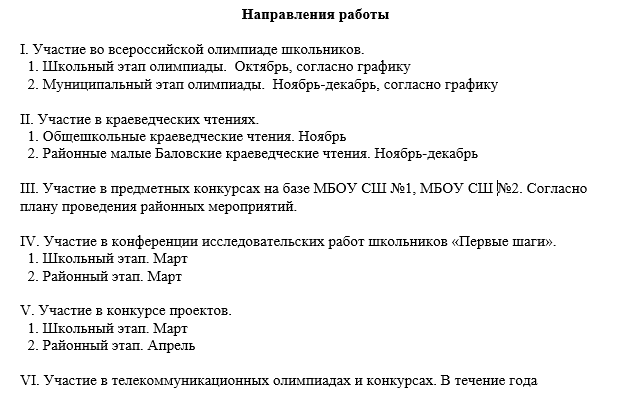 Направления работы
I. Участие во всероссийской олимпиаде школьников.
1. Школьный этап олимпиады. Октябрь, согласно графику
2. Муниципальный этап олимпиады. Ноябрь-декабрь, согласно графику
II. Участие в краеведческих чтениях.
1. Общешкольные краеведческие чтения. Ноябрь
2. Районные малые Баловские краеведческие чтения. Ноябрь-декабрь
III. Участие в предметных конкурсах на базе МБОУ СШ №1, МБОУ СШ №2. Согласно
плану проведения районных мероприятий.
IV. Участие в конференции исследовательских работ школьников «Первые шаги».
1. Школьный этап. Март
2. Районный этап. Март
V. Участие в конкурсе проектов.
1. Школьный этап. Март
2. Районный этап. Апрель
VI. Участие в телекоммуникационных олимпиадах и конкурсах. В течение года